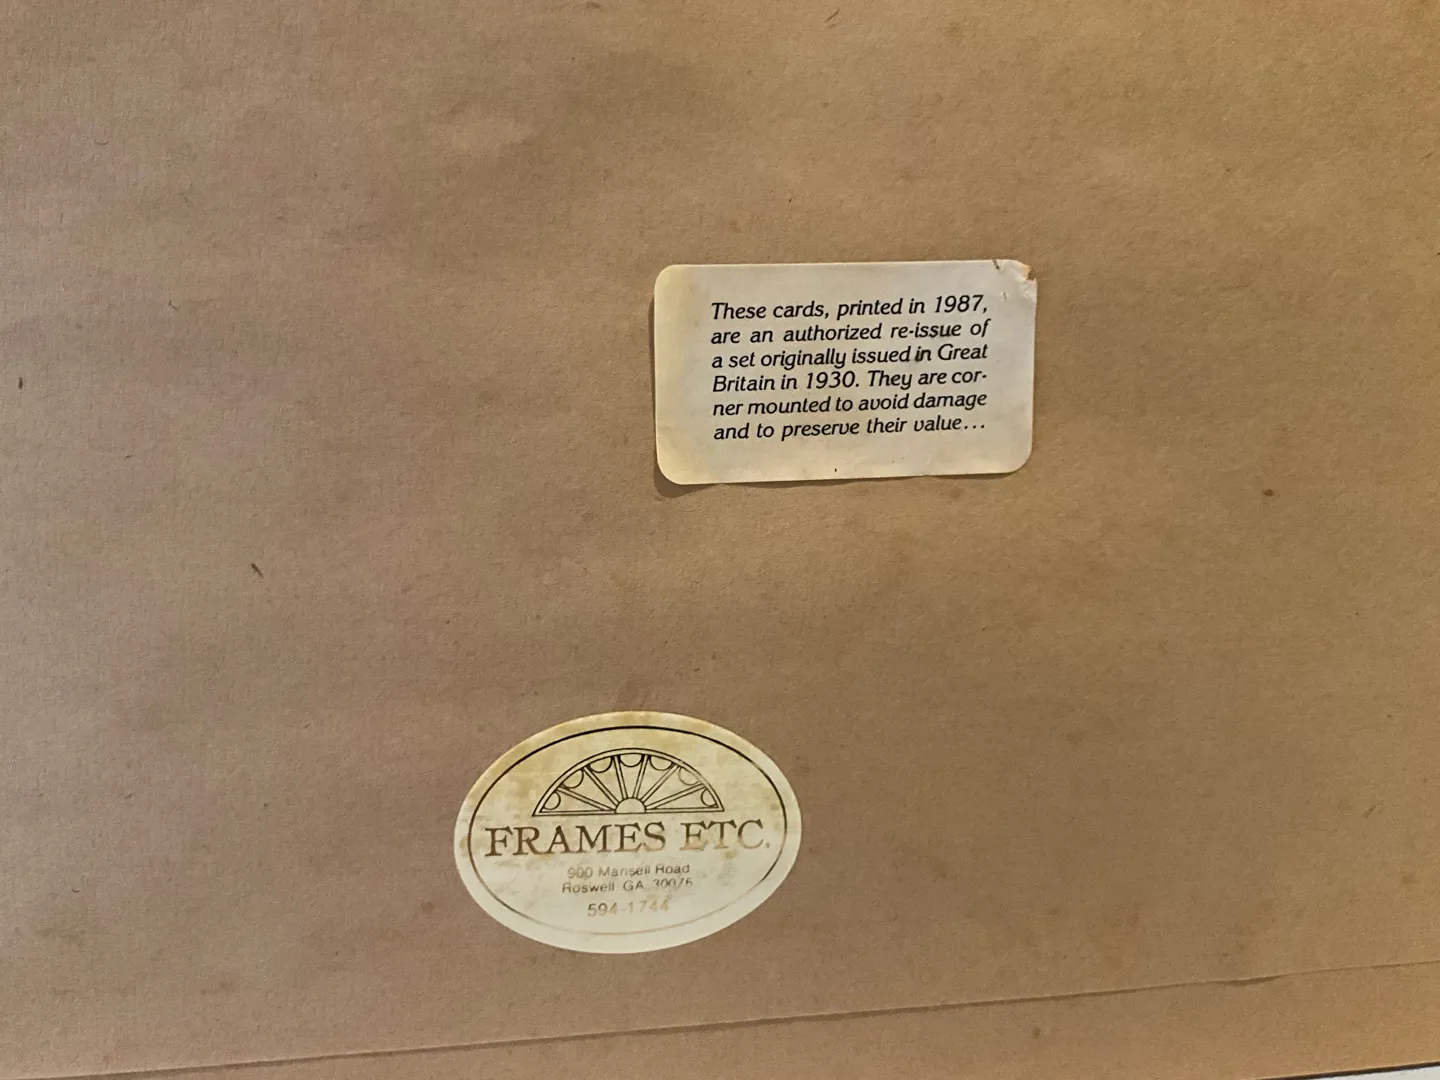 These cards, printed in 1987,
are an authorized re-issue of
a set originally issued in Great
Britain in 1930. They are cor-
ner mounted to avoid damage
and to preserve their value...
FRAMES ETC.
900 Mansell Road
Roswell GA 30076
594-1744